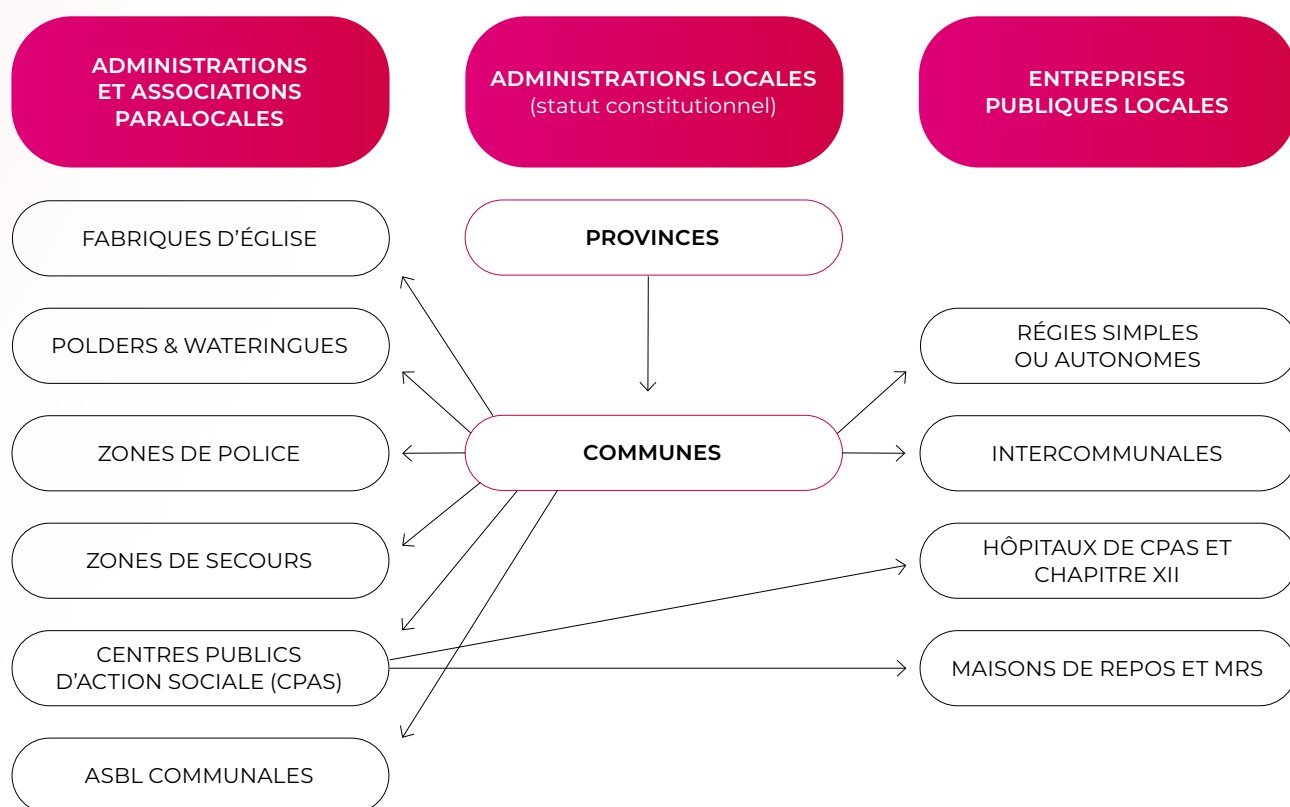 ADMINISTRATIONS
ET ASSOCIATIONS
PARALOCALES
ADMINISTRATIONS LOCALES
(statut constitutionnel)
ENTREPRISES
PUBLIQUES LOCALES
FABRIQUES D’ÉGLISE
PROVINCES
POLDERS & WATERINGUES
RÉGIES SIMPLES
OU AUTONOMES
ZONES DE POLICE
COMMUNES
INTERCOMMUNALES
ZONES DE SECOURS
HÔPITAUX DE CPAS ET
CHAPITRE XII
CENTRES PUBLICS
D’ACTION SOCIALE (CPAS)
MAISONS DE REPOS ET MRS
ASBL COMMUNALES